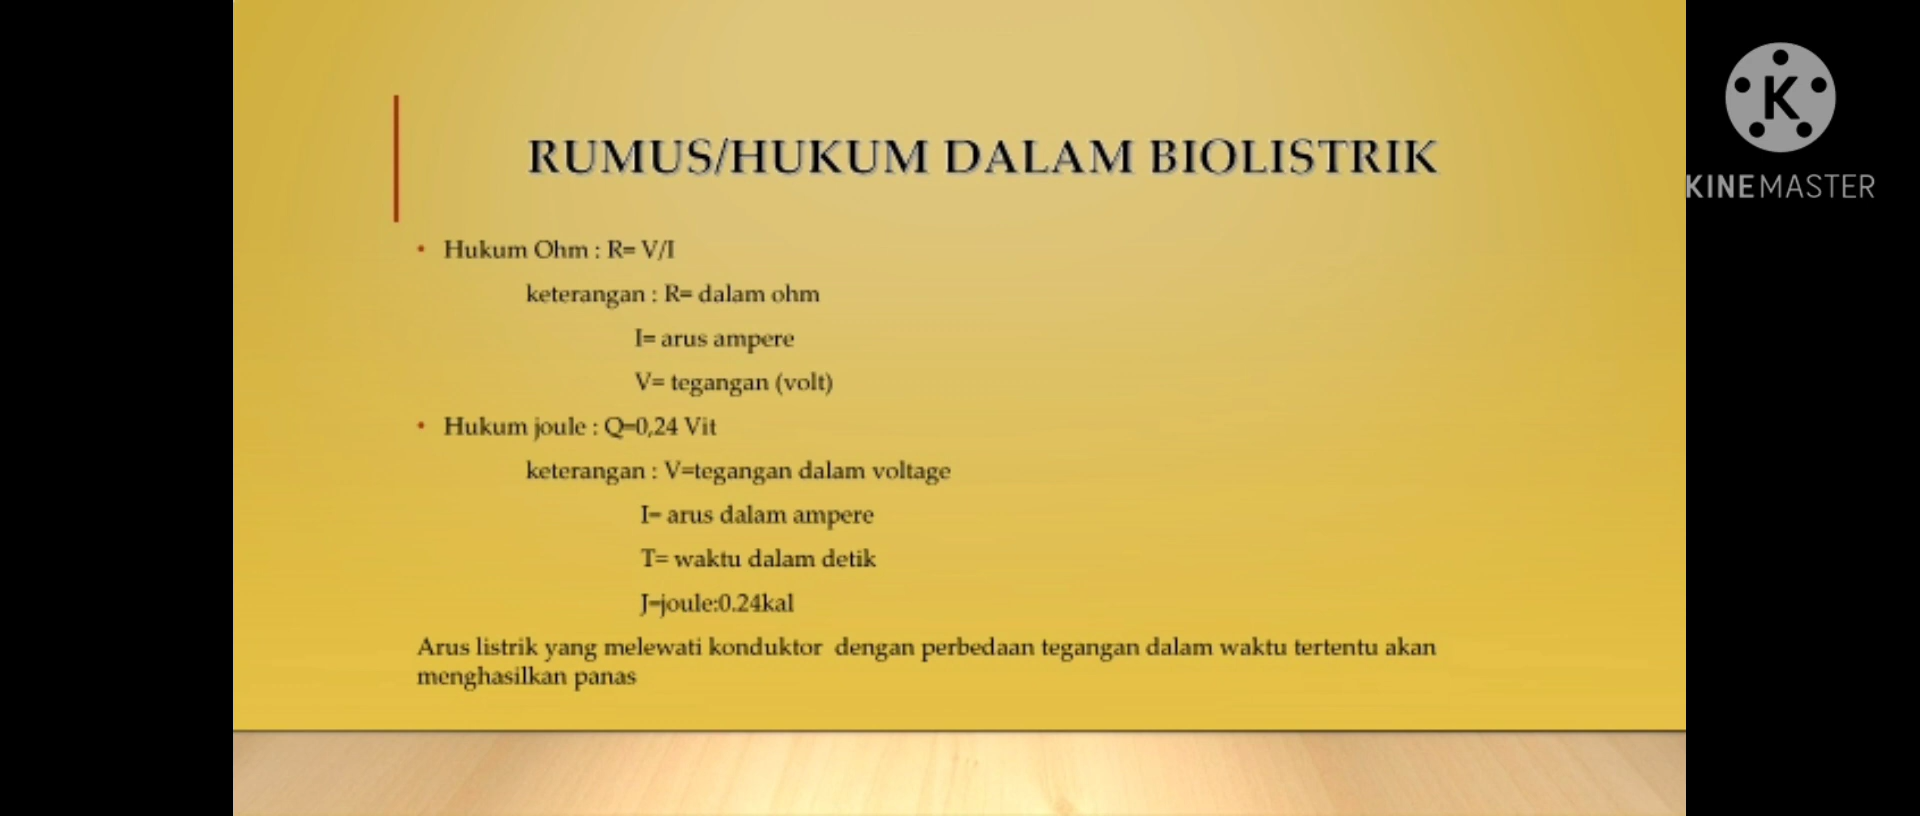 RUMUS/HUKUM DALAM BIOLISTRIK
K
KINEMASTER
• Hukum Ohm : R= V/I
keterangan : R= dalam ohm
I= arus ampere
V= tegangan (volt)
• Hukum joule : Q=0,24 Vit
keterangan : V=tegangan dalam voltage
I= arus dalam ampere
T= waktu dalam detik
J=joule:0.24kal
Arus listrik yang melewati konduktor dengan perbedaan tegangan dalam waktu tertentu akan
menghasilkan panas